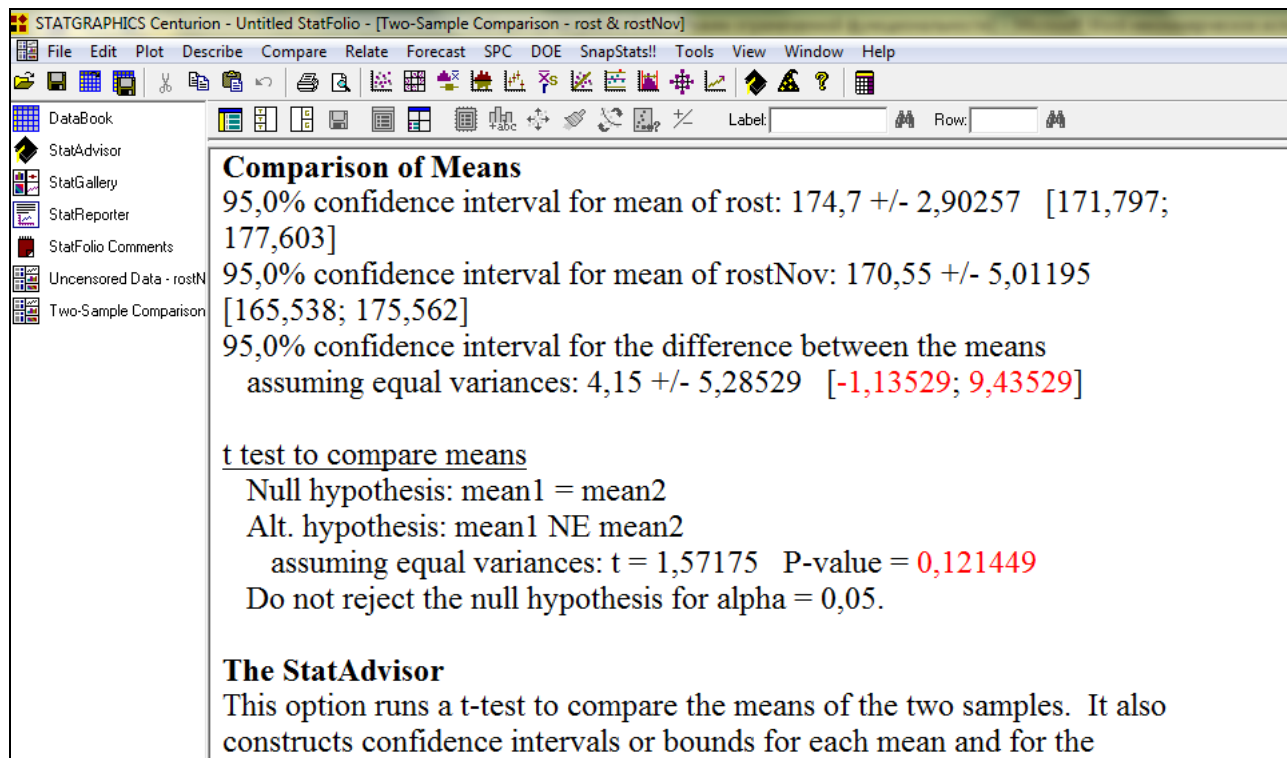 STATGRAPHICS Centurion - Untitled StatFolio - [Two-Sample Comparison - rost & rostNov]
File Edit Plot Describe Compare Relate Forecast SPC DOE SnapStats!! Tools View Window Help
Label: Row:
DataBook
StatAdvisor
StatGallery
StatReporter
StatFolio Comments
Uncensored Data - rostN
Two-Sample Comparison
Comparison of Means
95,0% confidence interval for mean of rost: 174,7 +/- 2,90257 [171,797;
177,603]
95,0% confidence interval for mean of rostNov: 170,55 +/- 5,01195
[165,538; 175,562]
95,0% confidence interval for the difference between the means
assuming equal variances: 4,15 +/- 5,28529 [-1,13529; 9,43529]
t test to compare means
Null hypothesis: mean1 = mean2
Alt. hypothesis: mean1 NE mean2
assuming equal variances: t = 1,57175 P-value = 0,121449
Do not reject the null hypothesis for alpha = 0,05.
The StatAdvisor
This option runs a t-test to compare the means of the two samples. It also
constructs confidence intervals or bounds for each mean and for the